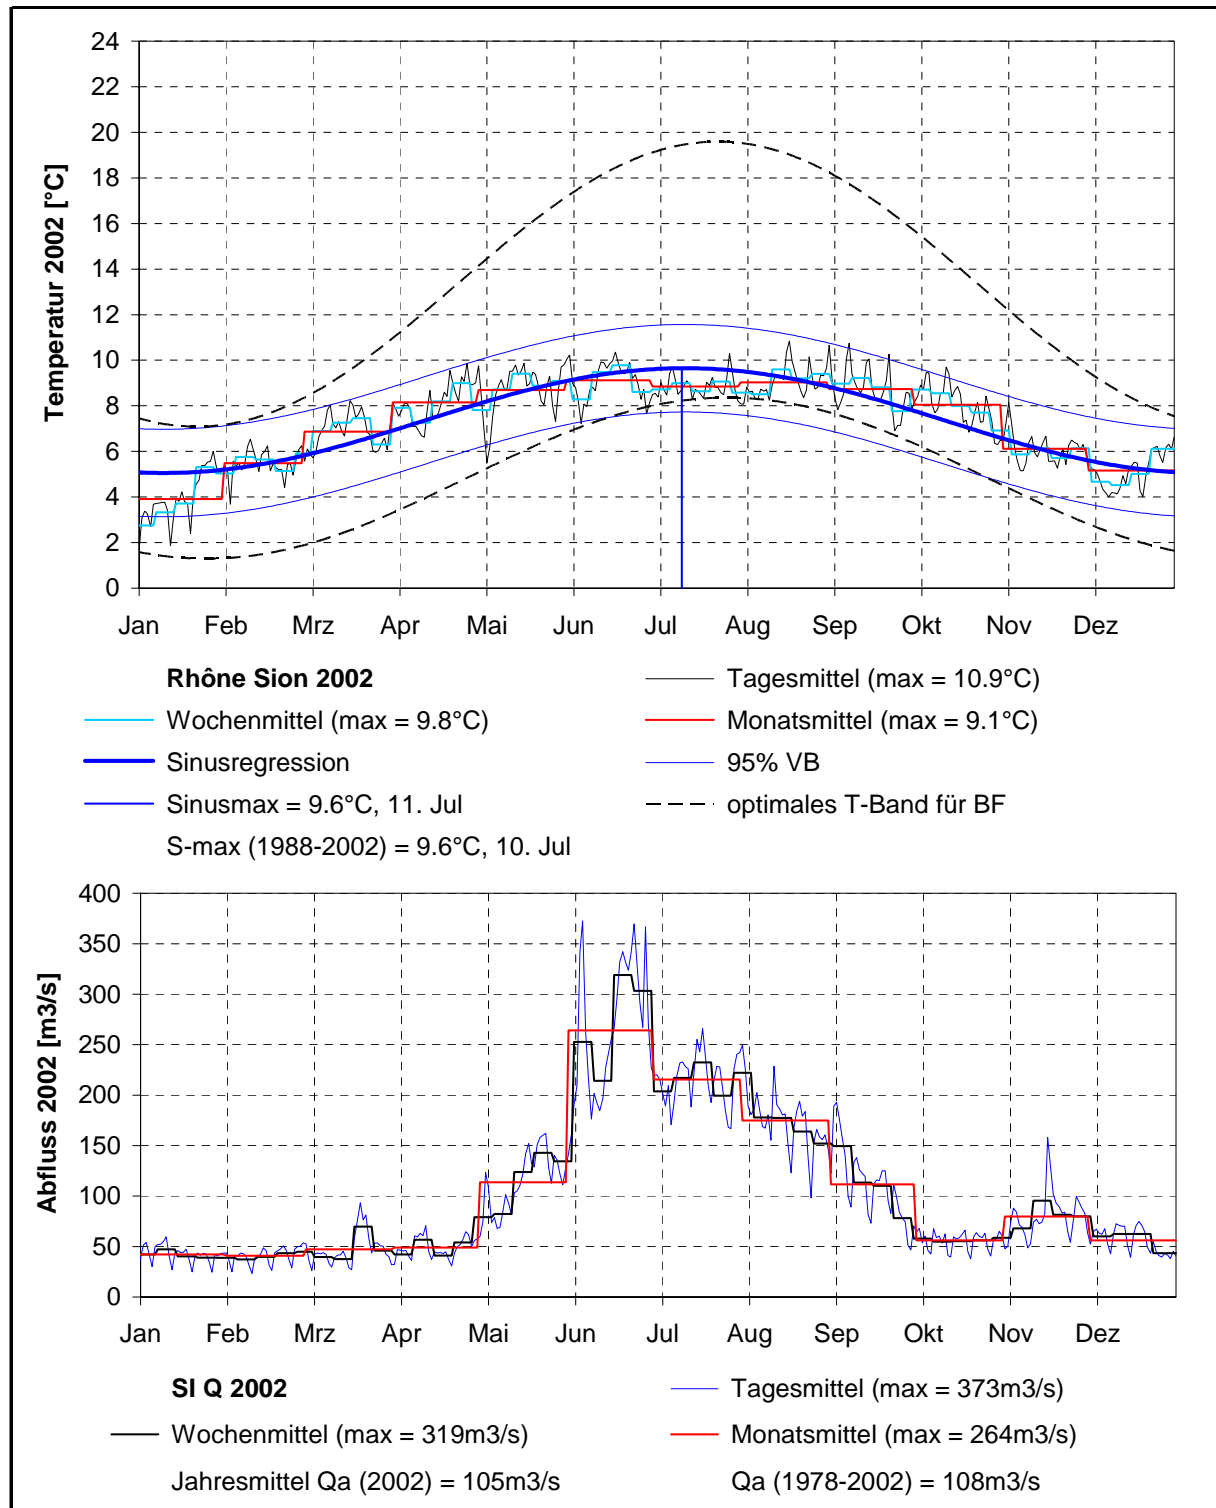 Temperatur 2002 [°C]
24
22
20
18
16
14
12
10
8
6
4
2
0
Jan Feb Mrz Apr Mai Jun Jul Aug Sep Okt Nov Dez
Rhône Sion 2002
Tagesmittel (max = 10.9°C)
Wochenmittel (max = 9.8°C)
Monatsmittel (max = 9.1°C)
Sinusregression
95% VB
Sinusmax = 9.6°C, 11. Jul
optimales T-Band für BF
S-max (1988-2002) = 9.6°C, 10. Jul
Abfluss 2002 [m3/s]
400
350
300
250
200
150
100
50
0
Jan Feb Mrz Apr Mai Jun Jul Aug Sep Okt Nov Dez
SI Q 2002
Tagesmittel (max = 373m3/s)
Wochenmittel (max = 319m3/s)
Monatsmittel (max = 264m3/s)
Jahresmittel Qa (2002) = 105m3/s
Qa (1978-2002) = 108m3/s